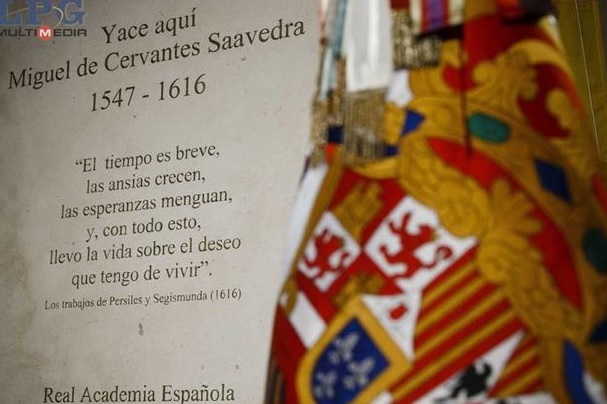 LPG
MULTIMEDIA
Yace aquí
Miguel de Cervantes Saavedra
1547 - 1616
“El tiempo es breve,
las ansias crecen,
las esperanzas menguan,
y, con todo esto,
llevo la vida sobre el deseo
que tengo de vivir”.
Los trabajos de Persiles y Segismunda (1616)
Real Academia Española